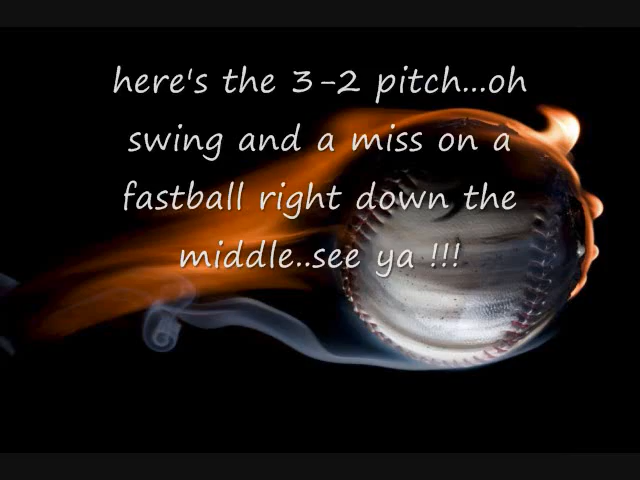 here's the 3-2 pitch...oh
swing and a miss on a
fastball right down the
middle..see ya !!!